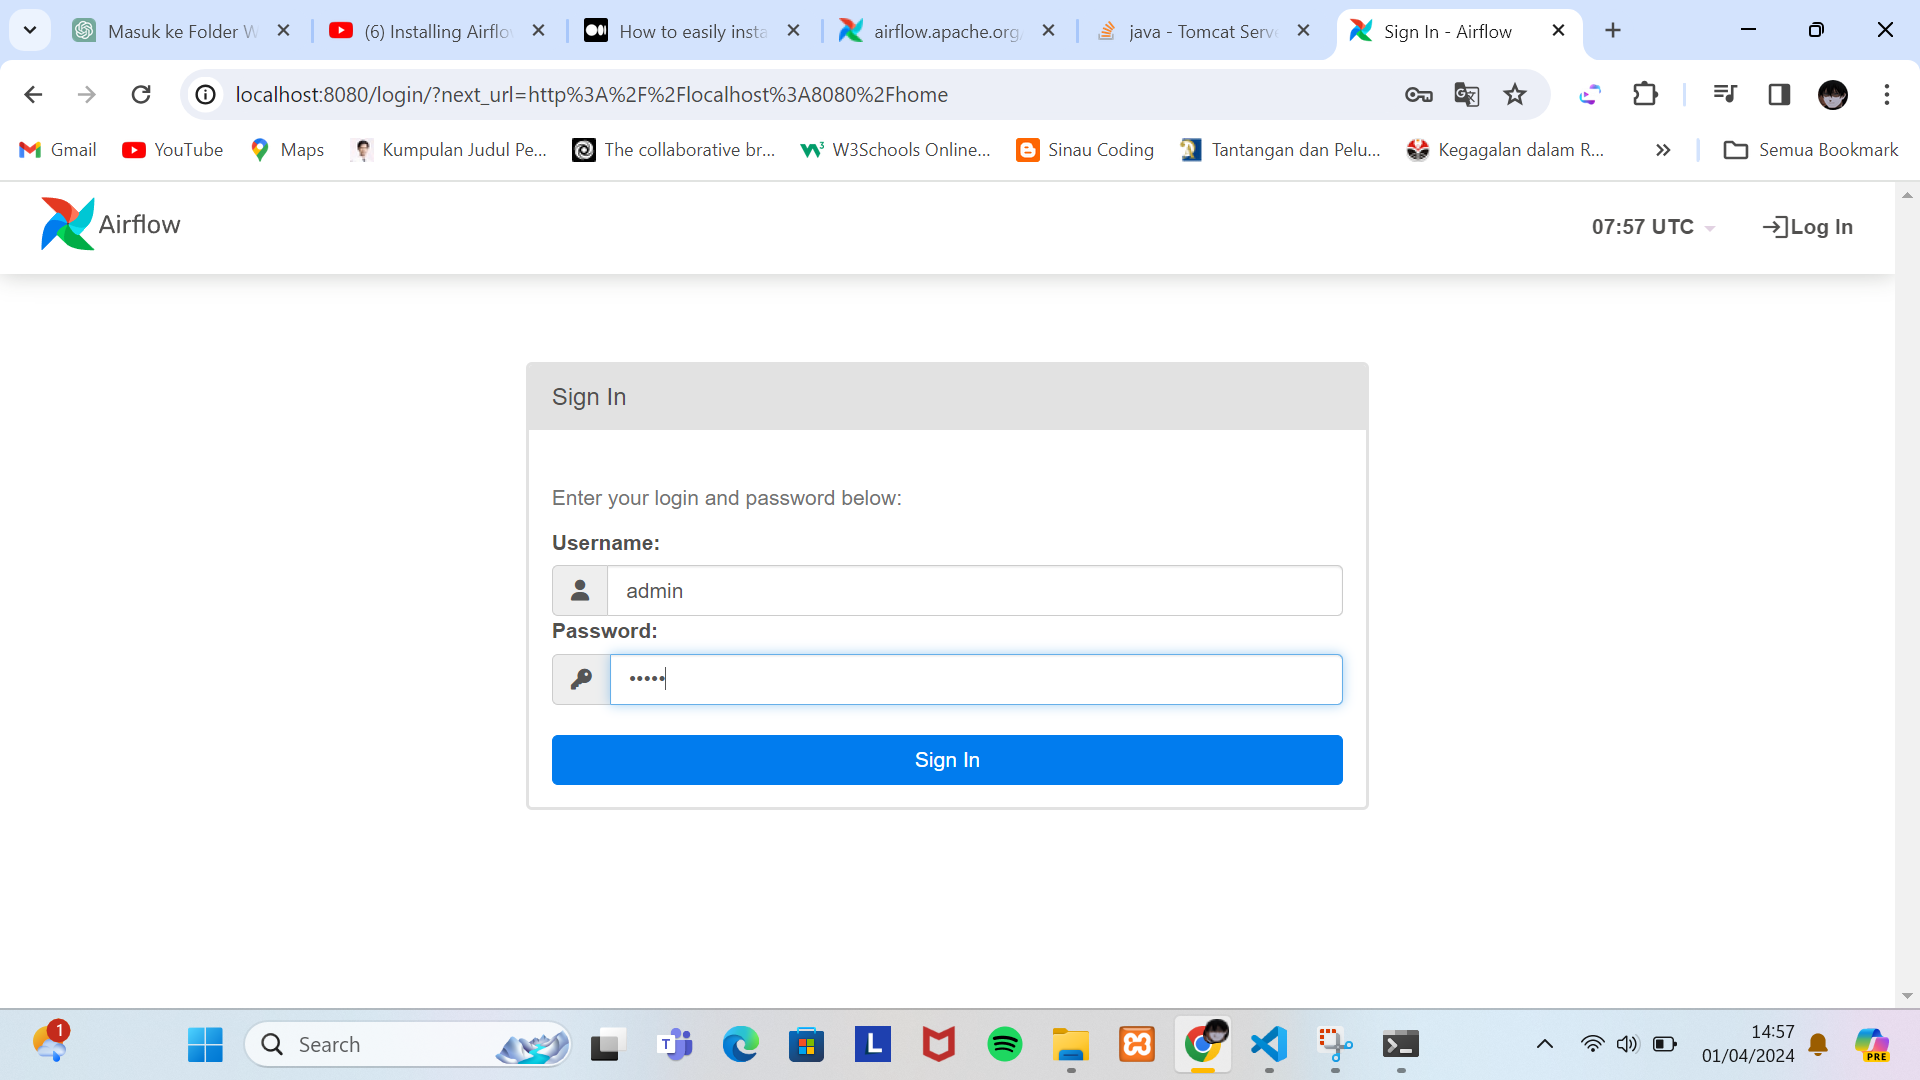 Masuk ke Folder W
(6) Installing Airflow
How to easily insta
airflow.apache.org/
java - Tomcat Serve
Sign In - Airflow
localhost:8080/login/?next_url=http%3A%2F%2Flocalhost%3A8080%2Fhome
Gmail
YouTube
Maps
Kumpulan Judul Pe...
The collaborative br...
W3Schools Online...
Sinau Coding
Tantangan dan Pelu...
Kegagalan dalam R...
Semua Bookmark
Airflow
07:57 UTC
Log In
Sign In
Enter your login and password below:
Username:
admin
Password:
•••••
Sign In
1
Search
T
L
PRE
14:57
01/04/2024